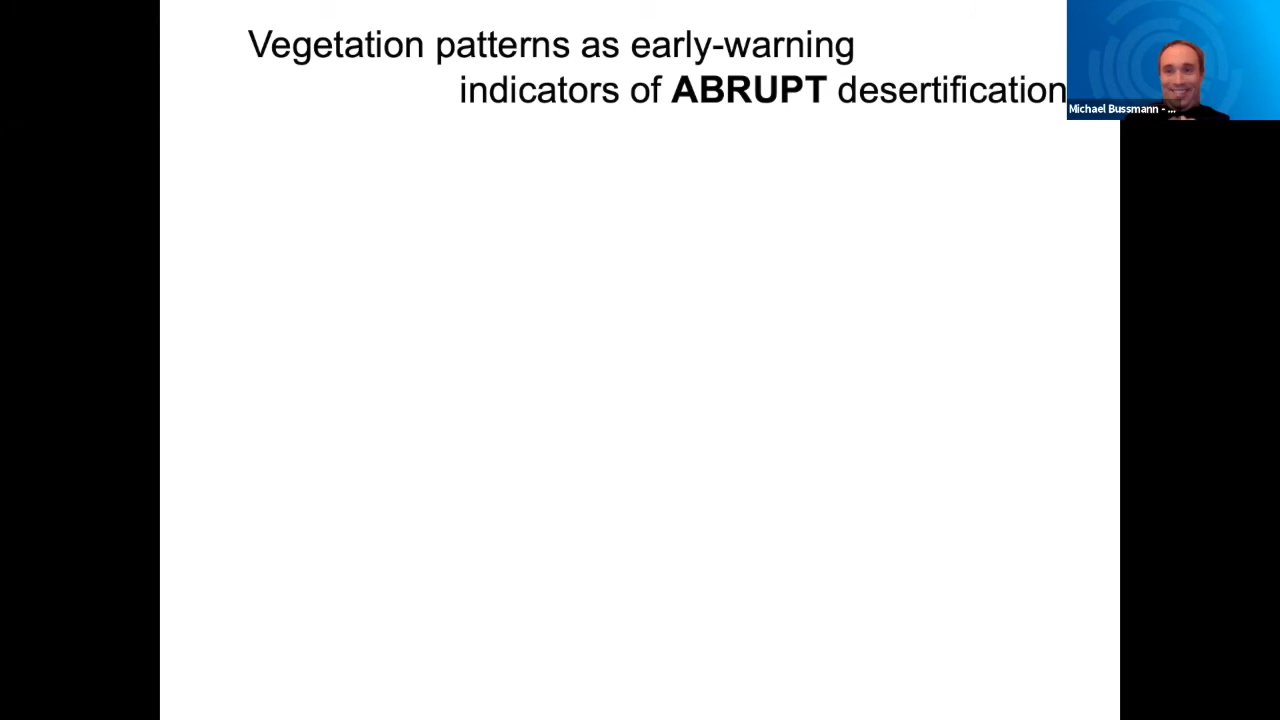 Vegetation patterns as early-warning
indicators of ABRUPT desertification
Michael Bussmann - ...